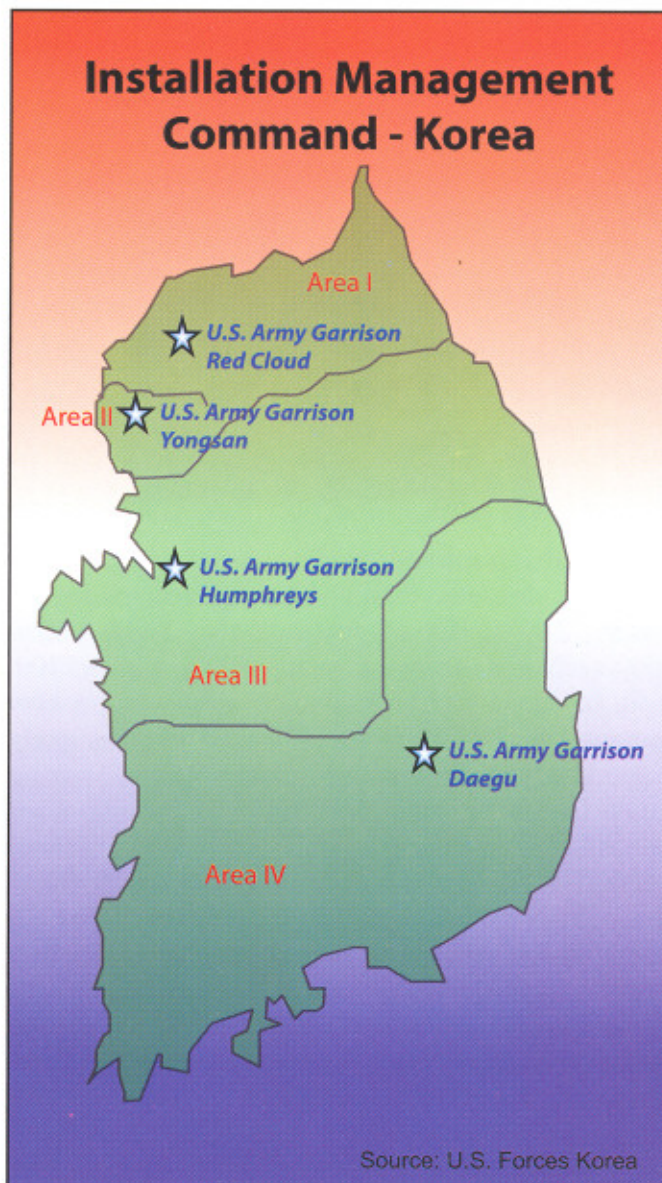 Installation Management
Command - Korea
Area I
U.S. Army Garrison
Red Cloud
Area II
U.S. Army Garrison
Yongsan
U.S. Army Garrison
Humphreys
Area III
U.S. Army Garrison
Daegu
Area IV
Source: U.S. Forces Korea